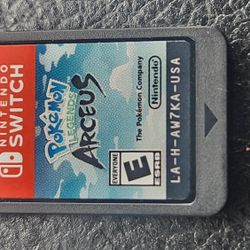 NINTENDO
SWITCH
POKÉMON
LEGENDS
ARCEUS
The Pokémon Company
Nintendo
EVERYONE
E
ESRB
LA-H-AW7KA-USA